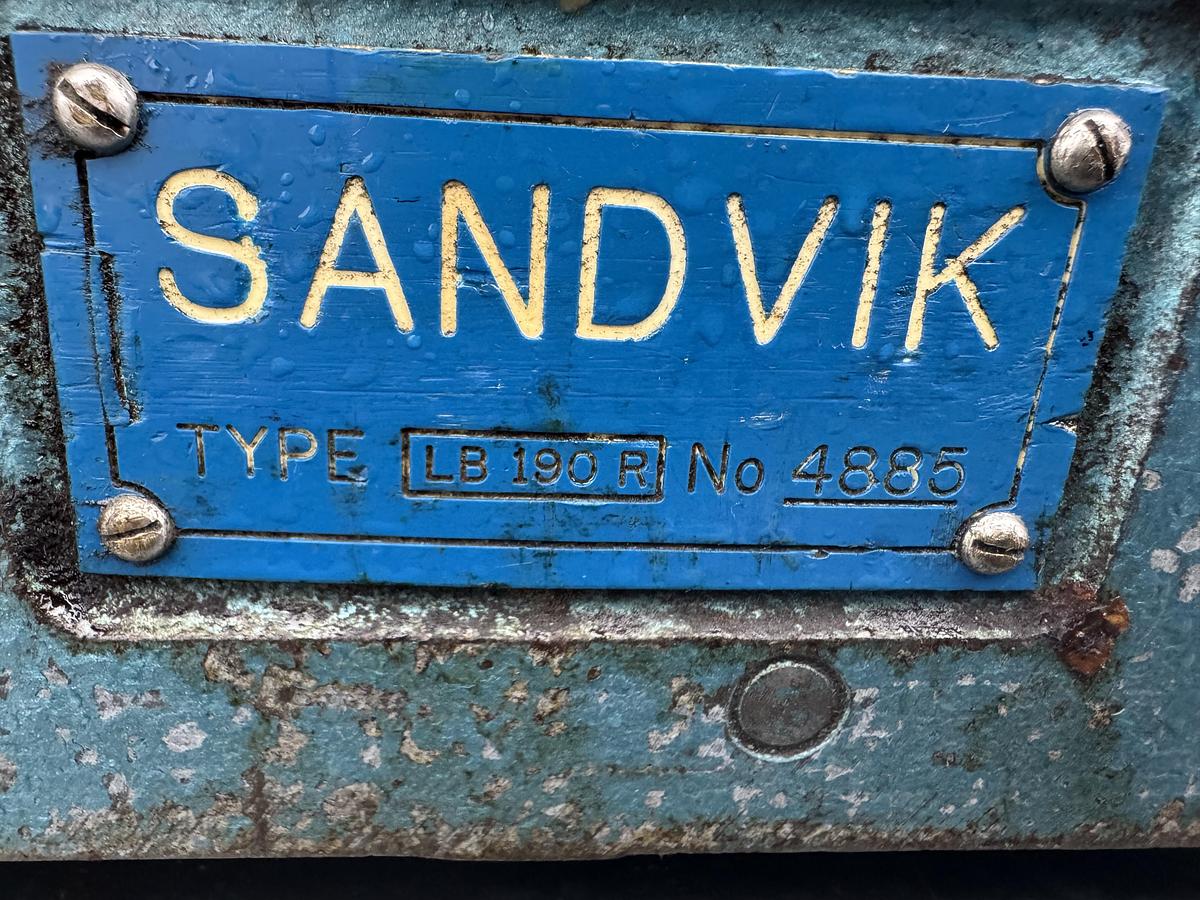 SANDVIK
TYPE LB 190 R No 4885